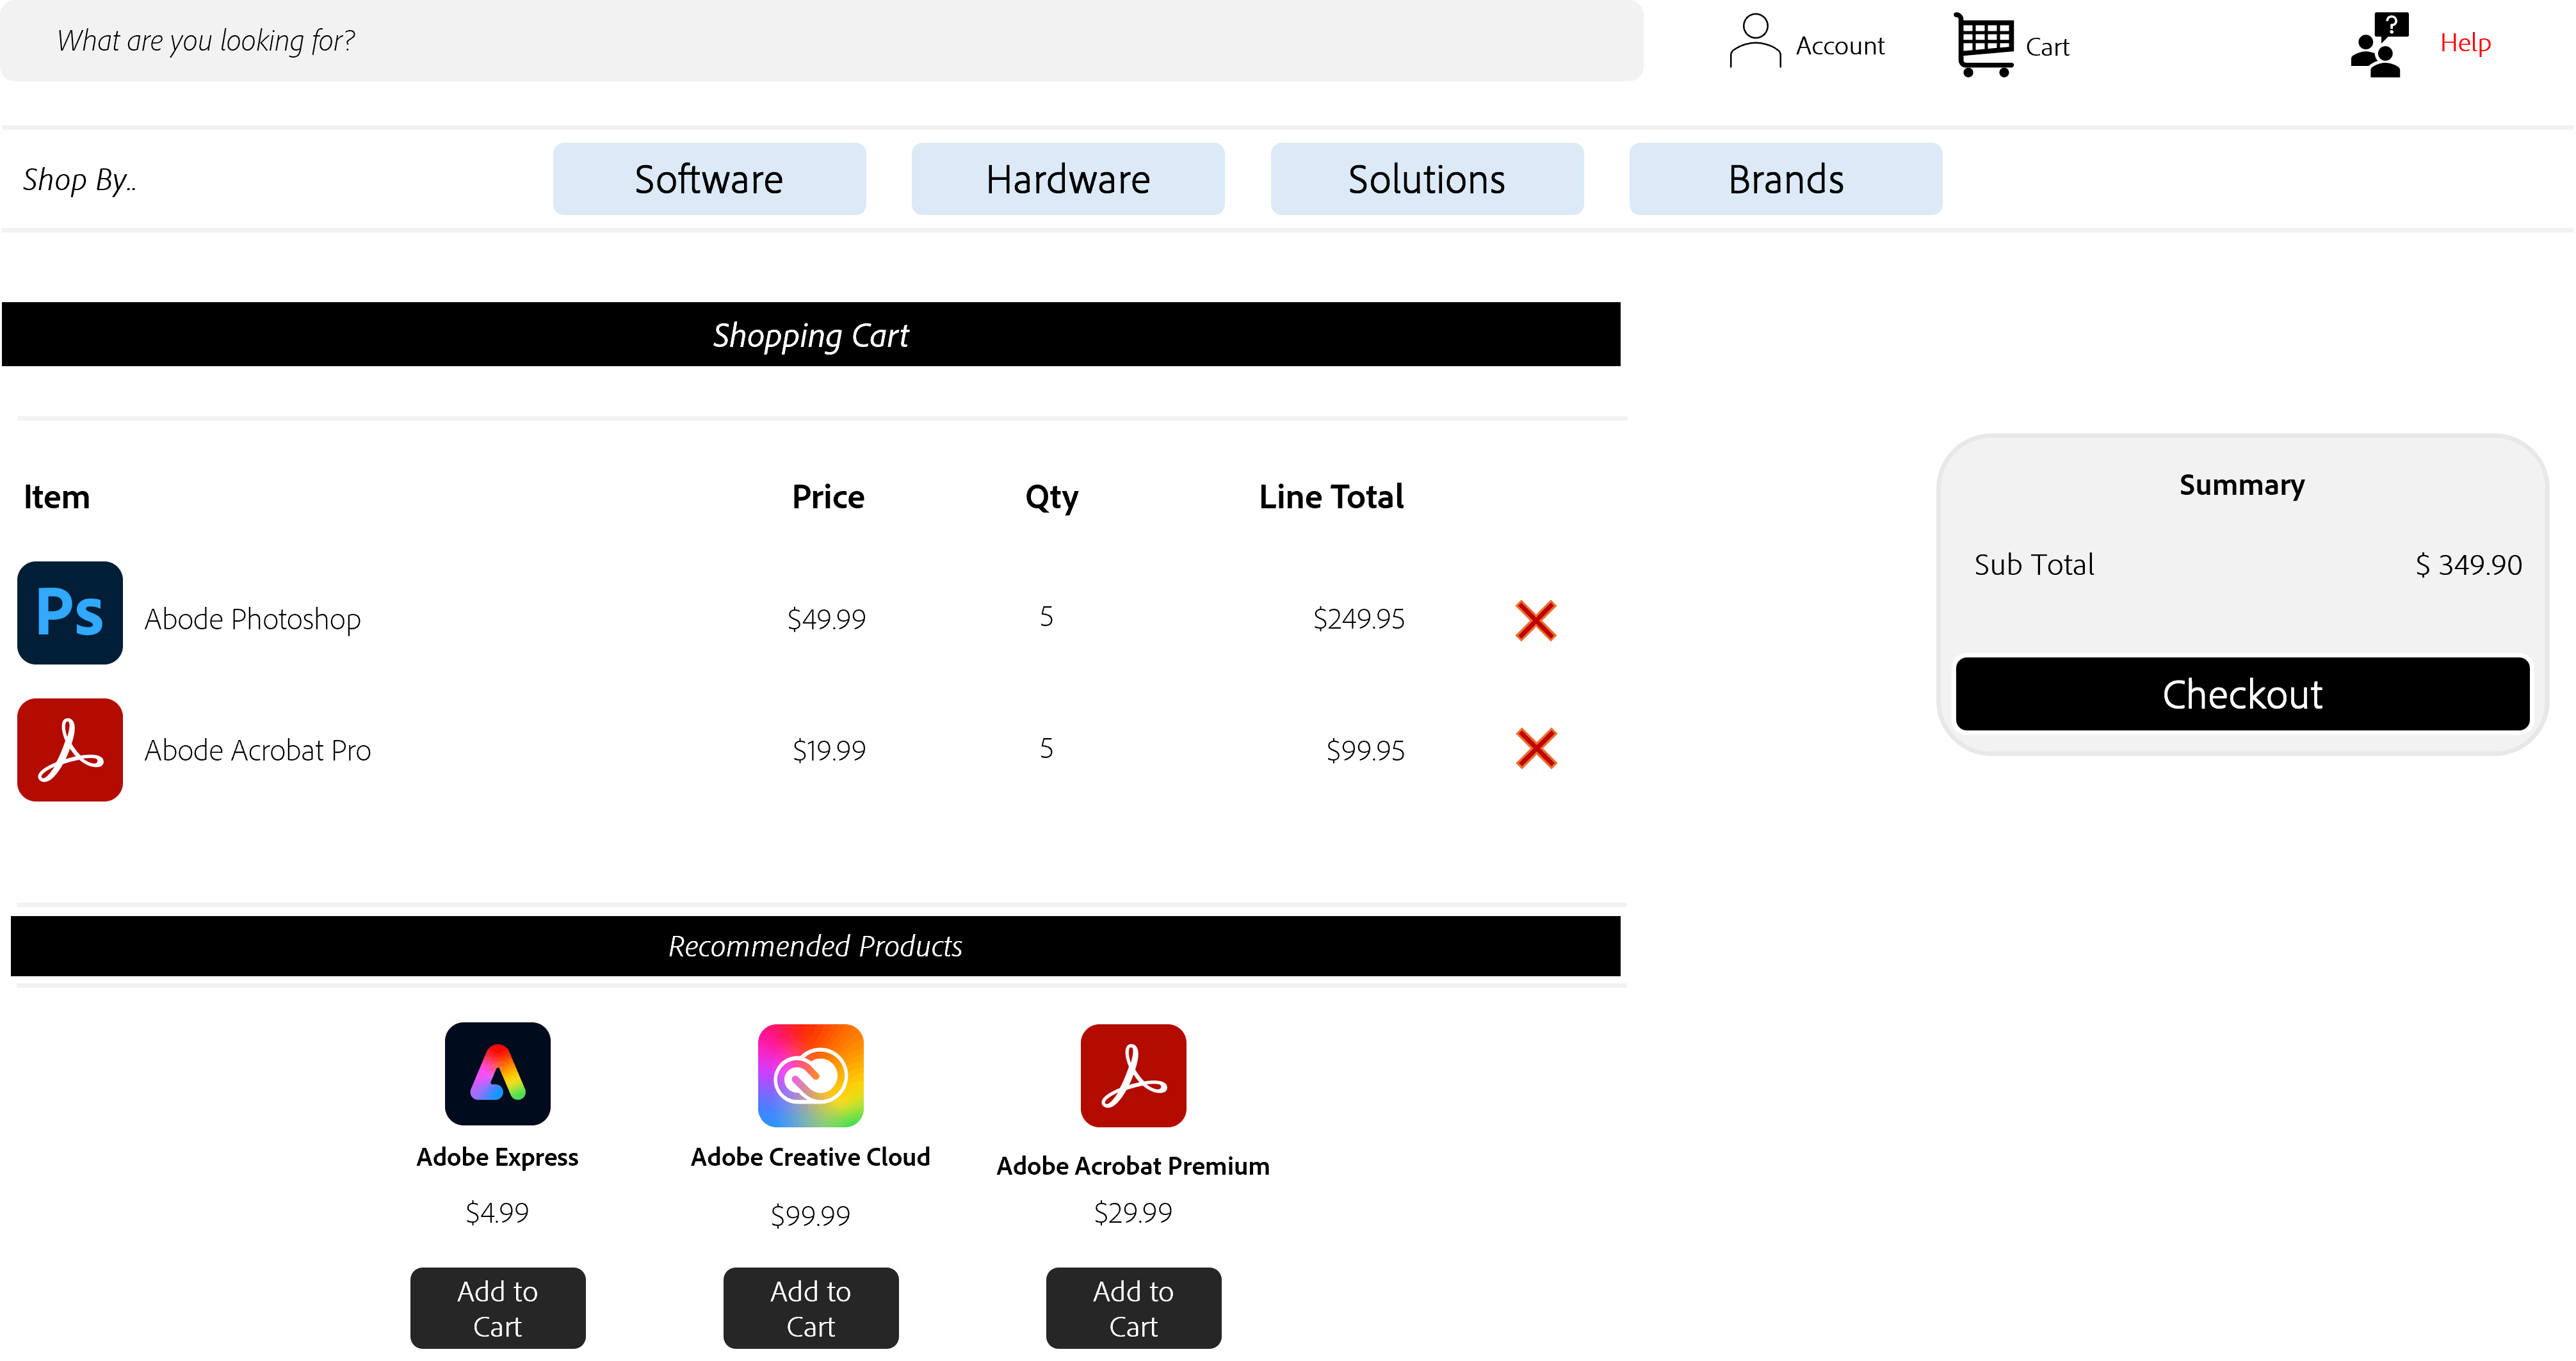 What are you looking for?
Account
Cart
?
Help
Shop By..
Software
Hardware
Solutions
Brands
Shopping Cart
Item Price Qty Line Total
Ps Abode Photoshop $49.99 5 $249.95
Abode Acrobat Pro $19.99 5 $99.95
Summary
Sub Total $ 349.90
Checkout
Recommended Products
Adobe Express
$4.99
Add to
Cart
Adobe Creative Cloud
$99.99
Add to
Cart
Adobe Acrobat Premium
$29.99
Add to
Cart